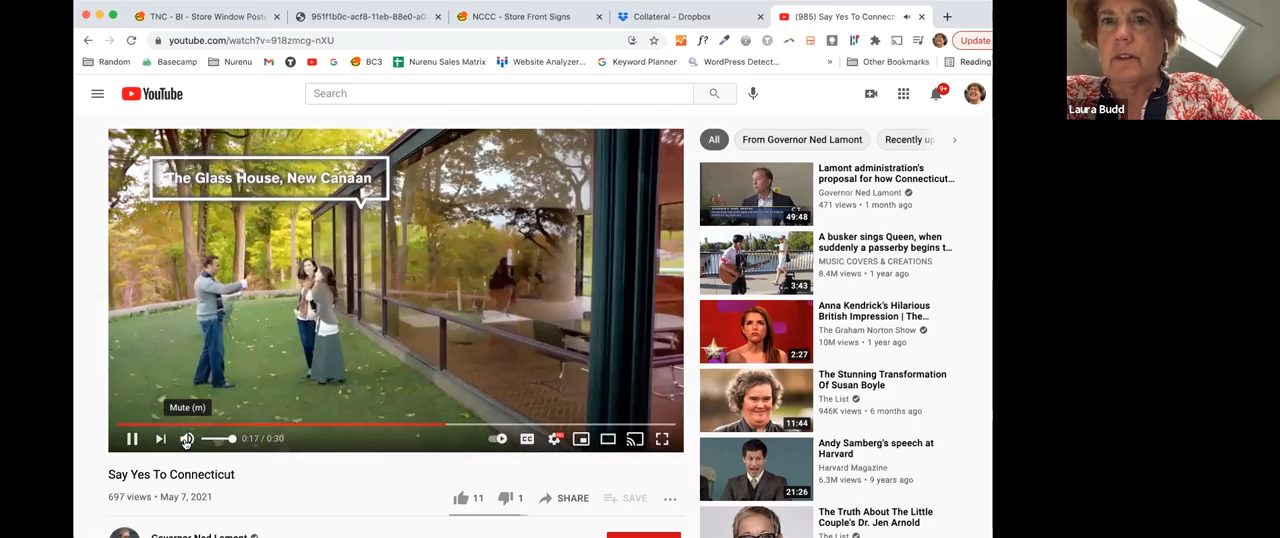 TNC - BI - Store Window Poste
951f1b0c-acf8-11eb-88e0-a0
NCCC - Store Front Signs
Collateral - Dropbox
(985) Say Yes To Connecti
youtube.com/watch?v=918zmcg-nXU
f?
Update
Random
Basecamp
Nurenu
BC3
Nurenu Sales Matrix
Website Analyzer...
Keyword Planner
WordPress Detect...
»
Other Bookmarks
Reading
YouTube
Search
9+
Laura Budd
The Glass House, New Canaan
Mute (m)
0:17 / 0:30
CC
HD
Say Yes To Connecticut
697 views • May 7, 2021
11
1
SHARE
SAVE
Governor Ned Lamont
All
From Governor Ned Lamont
Recently up
Lamont administration's
proposal for how Connecticut...
Governor Ned Lamont
471 views • 1 month ago
49:48
A busker sings Queen, when
suddenly a passerby begins t...
MUSIC COVERS & CREATIONS
8.4M views • 1 year ago
3:43
Anna Kendrick's Hilarious
British Impression | The...
The Graham Norton Show
10M views • 1 year ago
2:27
The Stunning Transformation
Of Susan Boyle
The List
946K views • 6 months ago
11:44
Andy Samberg's speech at
Harvard
Harvard Magazine
6.3M views • 9 years ago
21:26
The Truth About The Little
Couple's Dr. Jen Arnold
The List